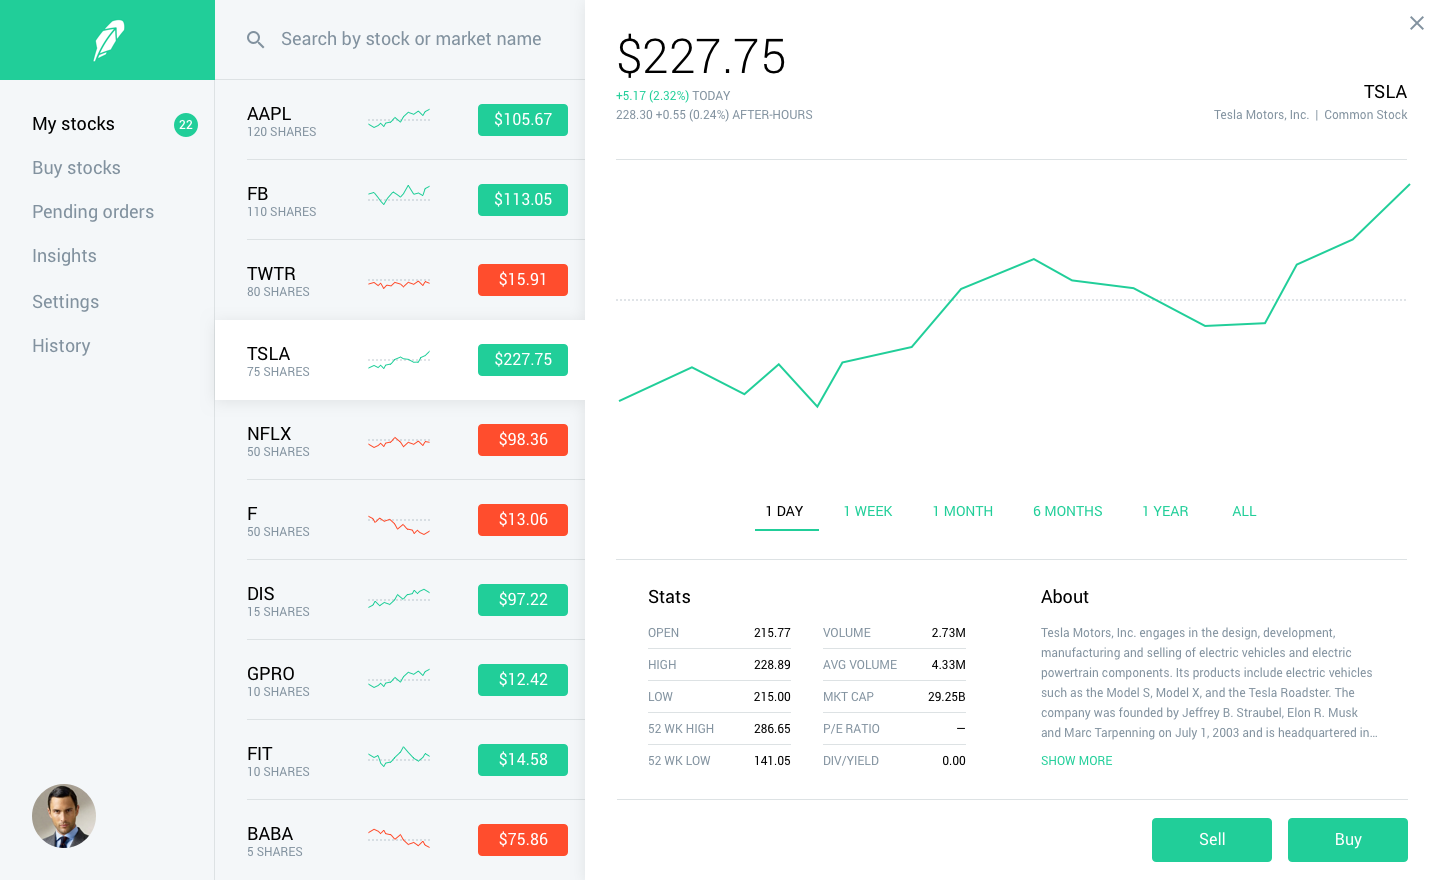 My stocks
22
Buy stocks
Pending orders
Insights
Settings
History
Search by stock or market name
AAPL
120 SHARES
$105.67
FB
110 SHARES
$113.05
TWTR
80 SHARES
$15.91
TSLA
75 SHARES
$227.75
NFLX
50 SHARES
$98.36
F
50 SHARES
$13.06
DIS
15 SHARES
$97.22
GPRO
10 SHARES
$12.42
FIT
10 SHARES
$14.58
BABA
5 SHARES
$75.86
$227.75
+5.17 (2.32%) TODAY
228.30 +0.55 (0.24%) AFTER-HOURS
TSLA
Tesla Motors, Inc. | Common Stock
1 DAY 1 WEEK 1 MONTH 6 MONTHS 1 YEAR ALL
Stats
OPEN 215.77 VOLUME 2.73M
HIGH 228.89 AVG VOLUME 4.33M
LOW 215.00 MKT CAP 29.25B
52 WK HIGH 286.65 P/E RATIO —
52 WK LOW 141.05 DIV/YIELD 0.00
About
Tesla Motors, Inc. engages in the design, development,
manufacturing and selling of electric vehicles and electric
powertrain components. Its products include electric vehicles
such as the Model S, Model X, and the Tesla Roadster. The
company was founded by Jeffrey B. Straubel, Elon R. Musk
and Marc Tarpenning on July 1, 2003 and is headquartered in...
SHOW MORE
Sell
Buy